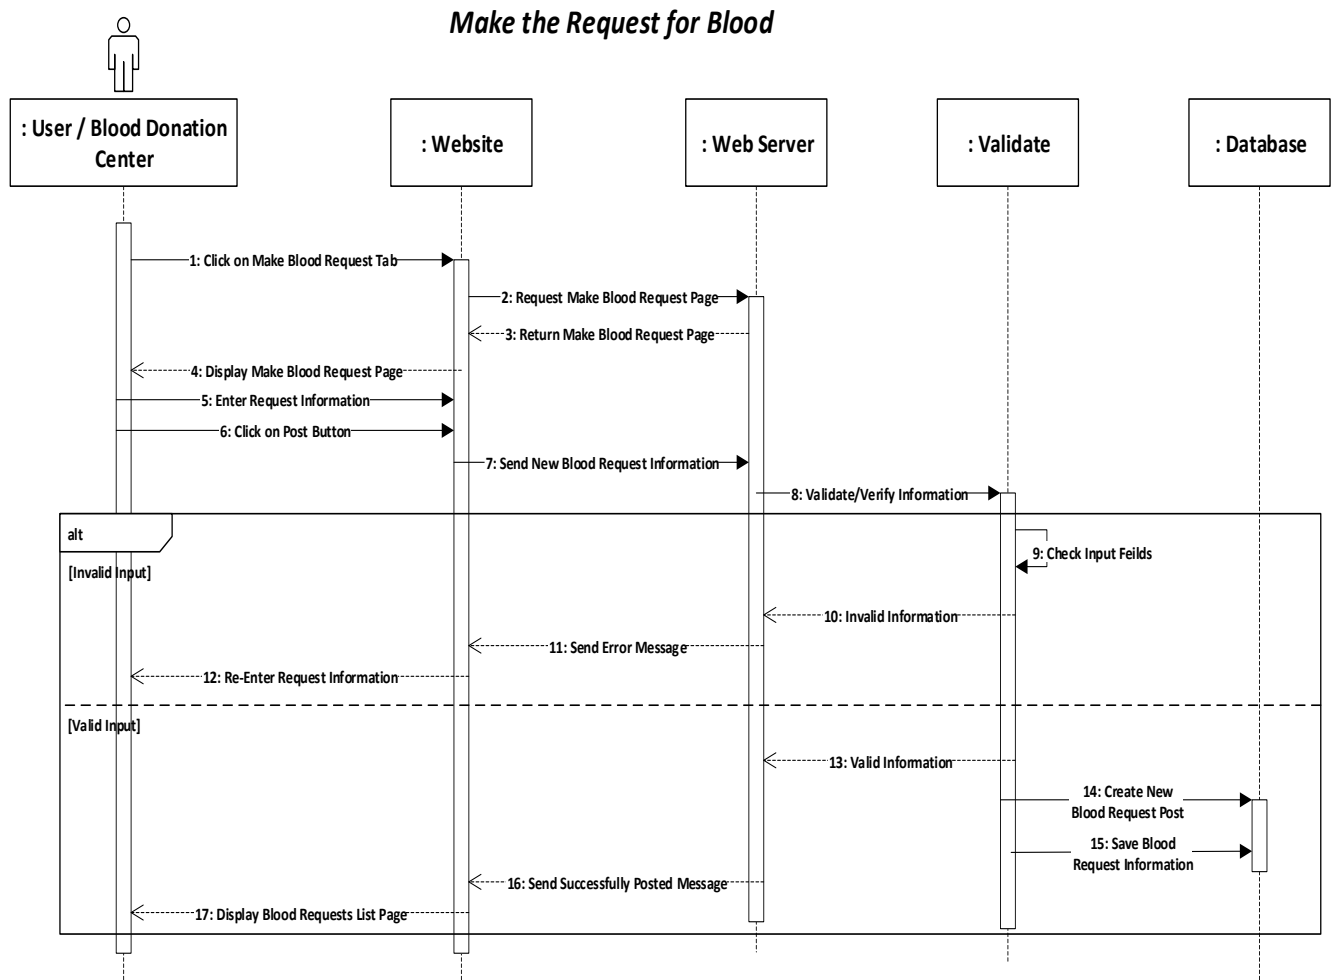 Make the Request for Blood
: User / Blood Donation
Center
: Website
: Web Server
: Validate
: Database
1: Click on Make Blood Request Tab
2: Request Make Blood Request Page
3: Return Make Blood Request Page
4: Display Make Blood Request Page
5: Enter Request Information
6: Click on Post Button
7: Send New Blood Request Information
8: Validate/Verify Information
alt
9: Check Input Feilds
[Invalid Input]
10: Invalid Information
11: Send Error Message
12: Re-Enter Request Information
[Valid Input]
13: Valid Information
14: Create New
Blood Request Post
15: Save Blood
Request Information
16: Send Successfully Posted Message
17: Display Blood Requests List Page